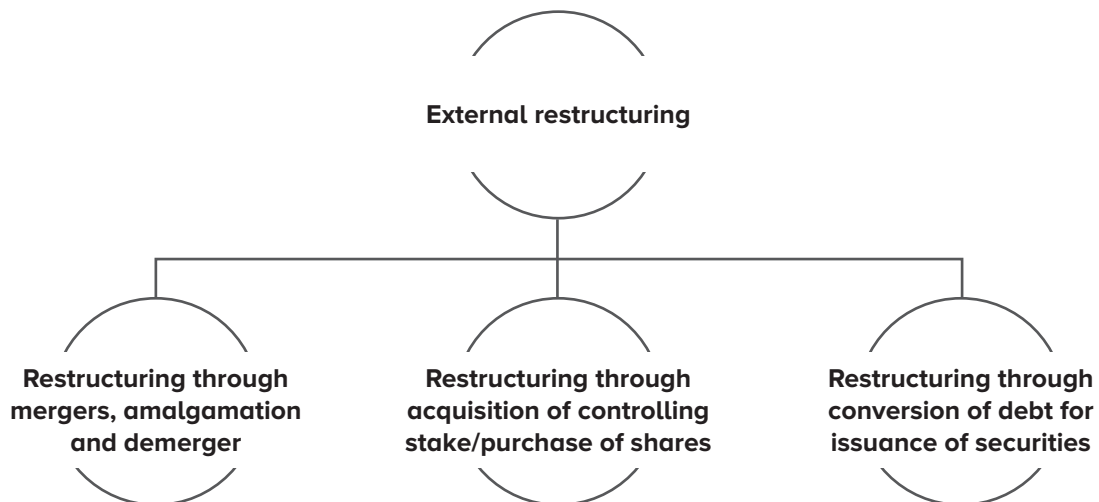 External restructuring
Restructuring through
mergers, amalgamation
and demerger
Restructuring through
acquisition of controlling
stake/purchase of shares
Restructuring through
conversion of debt for
issuance of securities